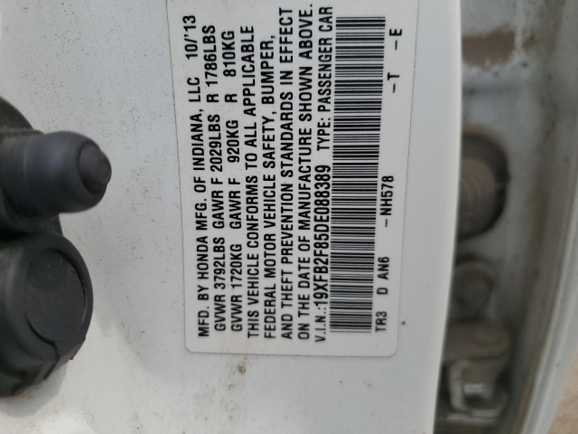 MFD. BY HONDA MFG. OF INDIANA, LLC 10/'13
GVWR 3792LBS GAWR F 2029LBS R 1786LBS
GVWR 1720KG GAWR F 920KG R 810KG
THIS VEHICLE CONFORMS TO ALL APPLICABLE
FEDERAL MOTOR VEHICLE SAFETY, BUMPER,
AND THEFT PREVENTION STANDARDS IN EFFECT
ON THE DATE OF MANUFACTURE SHOWN ABOVE.
V.I.N.:19XFB2F85DE088389 TYPE: PASSENGER CAR
TR3 D AN6 -NH578 -T -E